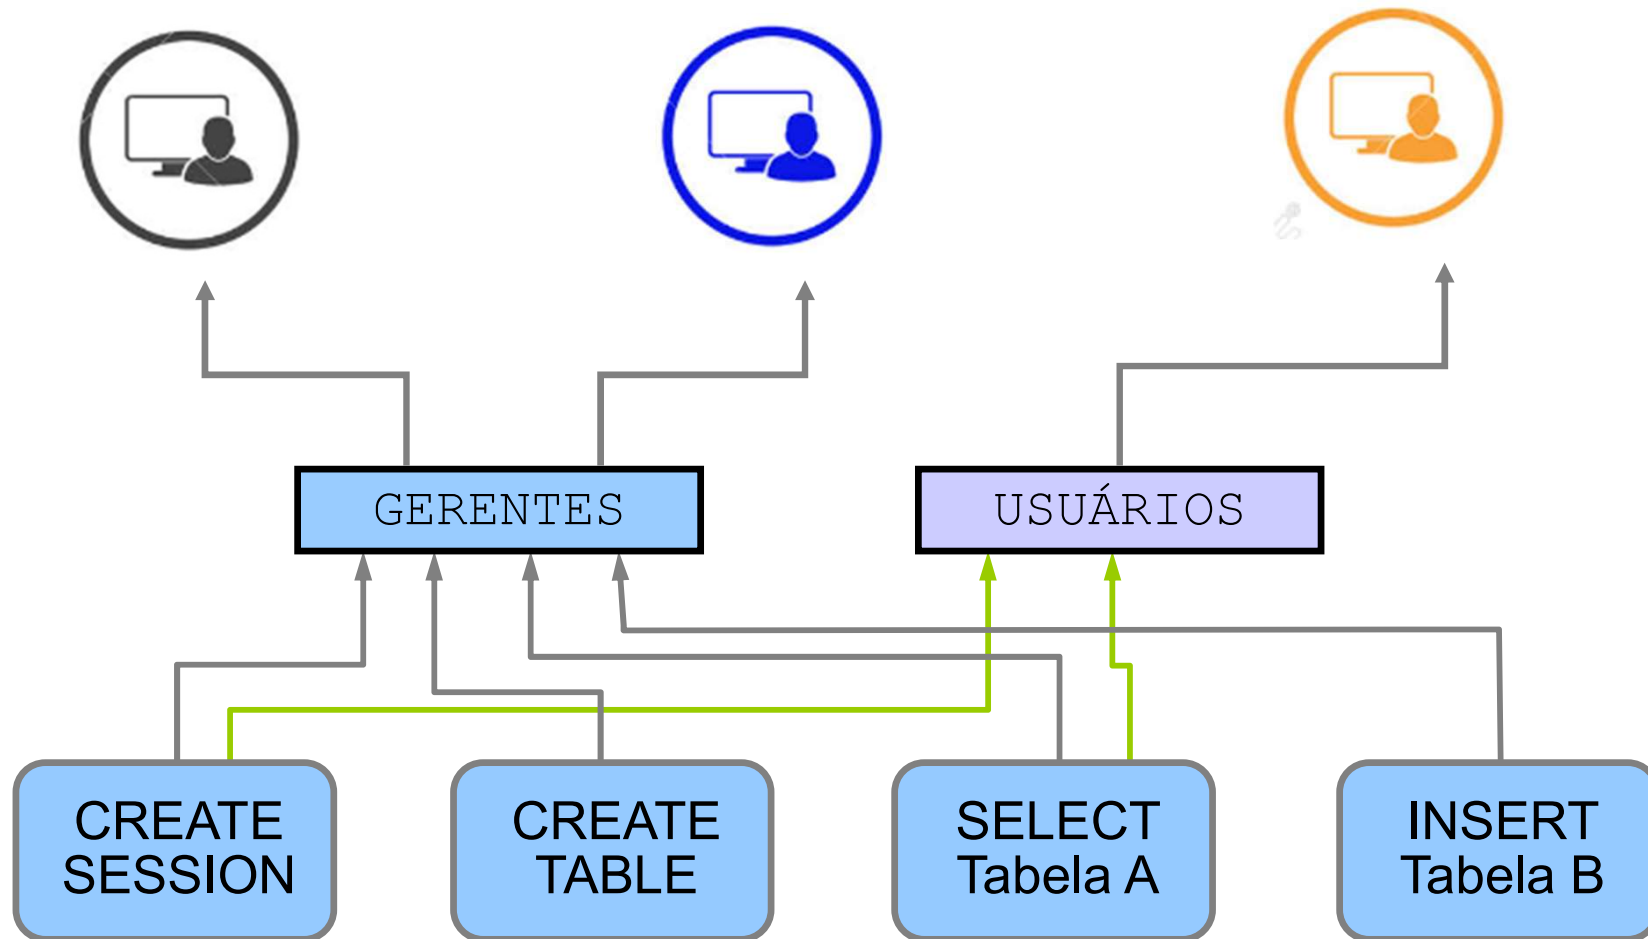 GERENTES
USUÁRIOS
CREATE
SESSION
CREATE
TABLE
SELECT
Tabela A
INSERT
Tabela B